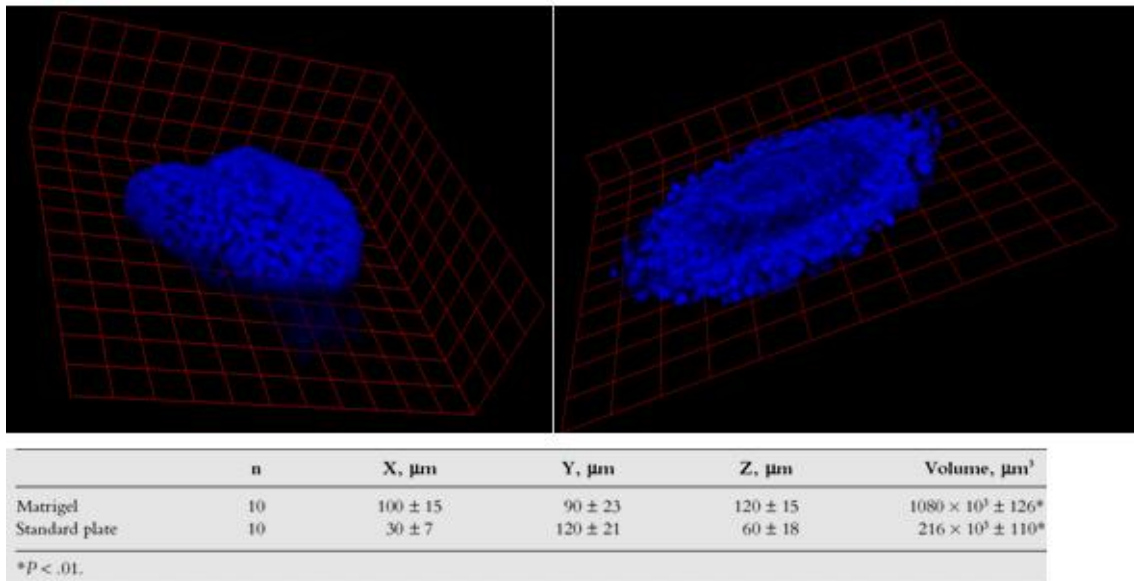 n X, μm Y, μm Z, μm Volume, μm³
Matrigel 10 100 ± 15 90 ± 23 120 ± 15 1080 × 10³ ± 126*
Standard plate 10 30 ± 7 120 ± 21 60 ± 18 216 × 10³ ± 110*
*P < .01.